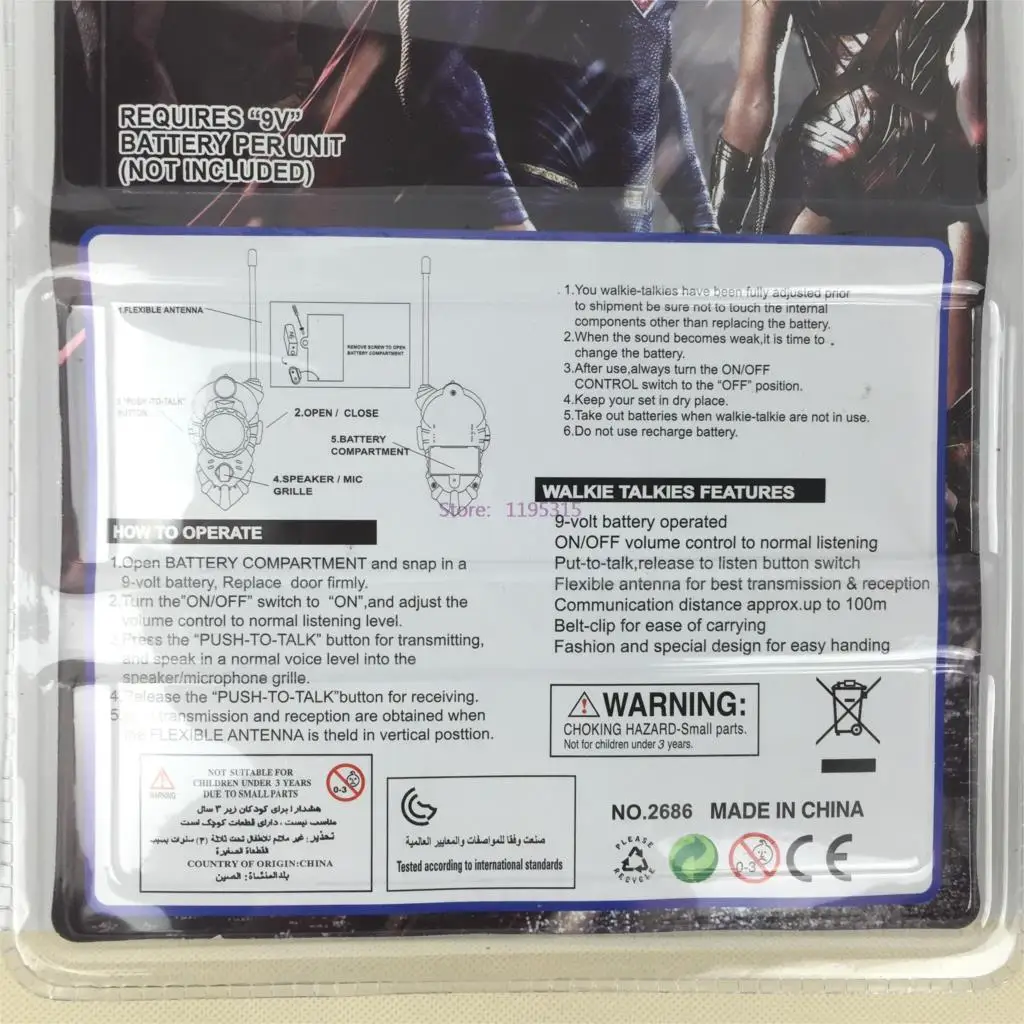 REQUIRES “9V”
BATTERY PER UNIT
(NOT INCLUDED)
1.FLEXIBLE ANTENNA
REMOVE SCREW TO OPEN
BATTERY COMPARTMENT
"PUSH-TO-TALK"
BUTTON
2.OPEN / CLOSE
5.BATTERY
COMPARTMENT
4.SPEAKER / MIC
GRILLE
1.You walkie-talkies have been fully adjusted prior
to shipment be sure not to touch the internal
components other than replacing the battery.
2.When the sound becomes weak,it is time to
change the battery.
3.After use,always turn the ON/OFF
CONTROL switch to the “OFF” position.
4.Keep your set in dry place.
5.Take out batteries when walkie-talkie are not in use.
6.Do not use recharge battery.
Store: 1195315
HOW TO OPERATE
1.Open BATTERY COMPARTMENT and snap in a
9-volt battery, Replace door firmly.
2.Turn the”ON/OFF” switch to “ON”,and adjust the
volume control to normal listening level.
Press the “PUSH-TO-TALK” button for transmitting,
and speak in a normal voice level into the
speaker/microphone grille.
4. Release the “PUSH-TO-TALK”button for receiving.
5. transmission and reception are obtained when
FLEXIBLE ANTENNA is theld in vertical posttion.
WALKIE TALKIES FEATURES
9-volt battery operated
ON/OFF volume control to normal listening
Put-to-talk,release to listen button switch
Flexible antenna for best transmission & reception
Communication distance approx.up to 100m
Belt-clip for ease of carrying
Fashion and special design for easy handing
WARNING:
CHOKING HAZARD-Small parts.
Not for children under 3 years.
WARNING
NOT SUITABLE FOR
CHILDREN UNDER 3 YEARS
DUE TO SMALL PARTS
0-3
هشدار! برای کودکان زیر ۳ سال
مناسب نیست، دارای قطعات کوچک است
تحذير: غير ملائم للأطفال تحت ثلاثة (٣) سنوات بسبب
القطعة الصغيرة
COUNTRY OF ORIGIN:CHINA
بلد المنشاة: الصين
صنعت وفقا للمواصفات والمعايير العالمية
Tested according to international standards
NO.2686 MADE IN CHINA
PLEASE
RECYCLE
0-3
CE